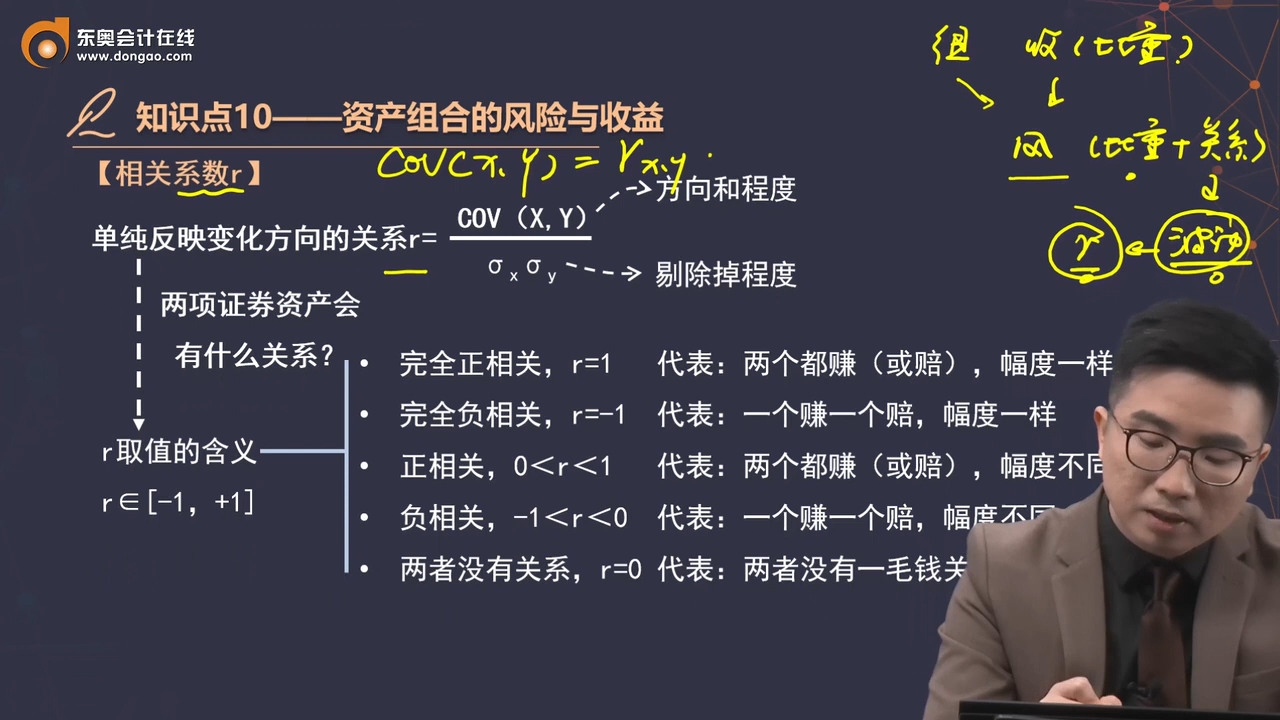 东奥会计在线
www.dongao.com
组 收(比重)
知识点10——资产组合的风险与收益
风 (比重+关系)
【相关系数r】
COV(x,y)=rx,y
方向和程度
单纯反映变化方向的关系r=
COV（X,Y）
σxσy
剔除掉程度
r
波动
两项证券资产会
有什么关系？
• 完全正相关，r=1 代表：两个都赚（或赔），幅度一样
• 完全负相关，r=-1 代表：一个赚一个赔，幅度一样
r取值的含义
• 正相关，0＜r＜1 代表：两个都赚（或赔），幅度不同
r∈[-1，+1]
• 负相关，-1＜r＜0 代表：一个赚一个赔，幅度不同
• 两者没有关系，r=0 代表：两者没有一毛钱关